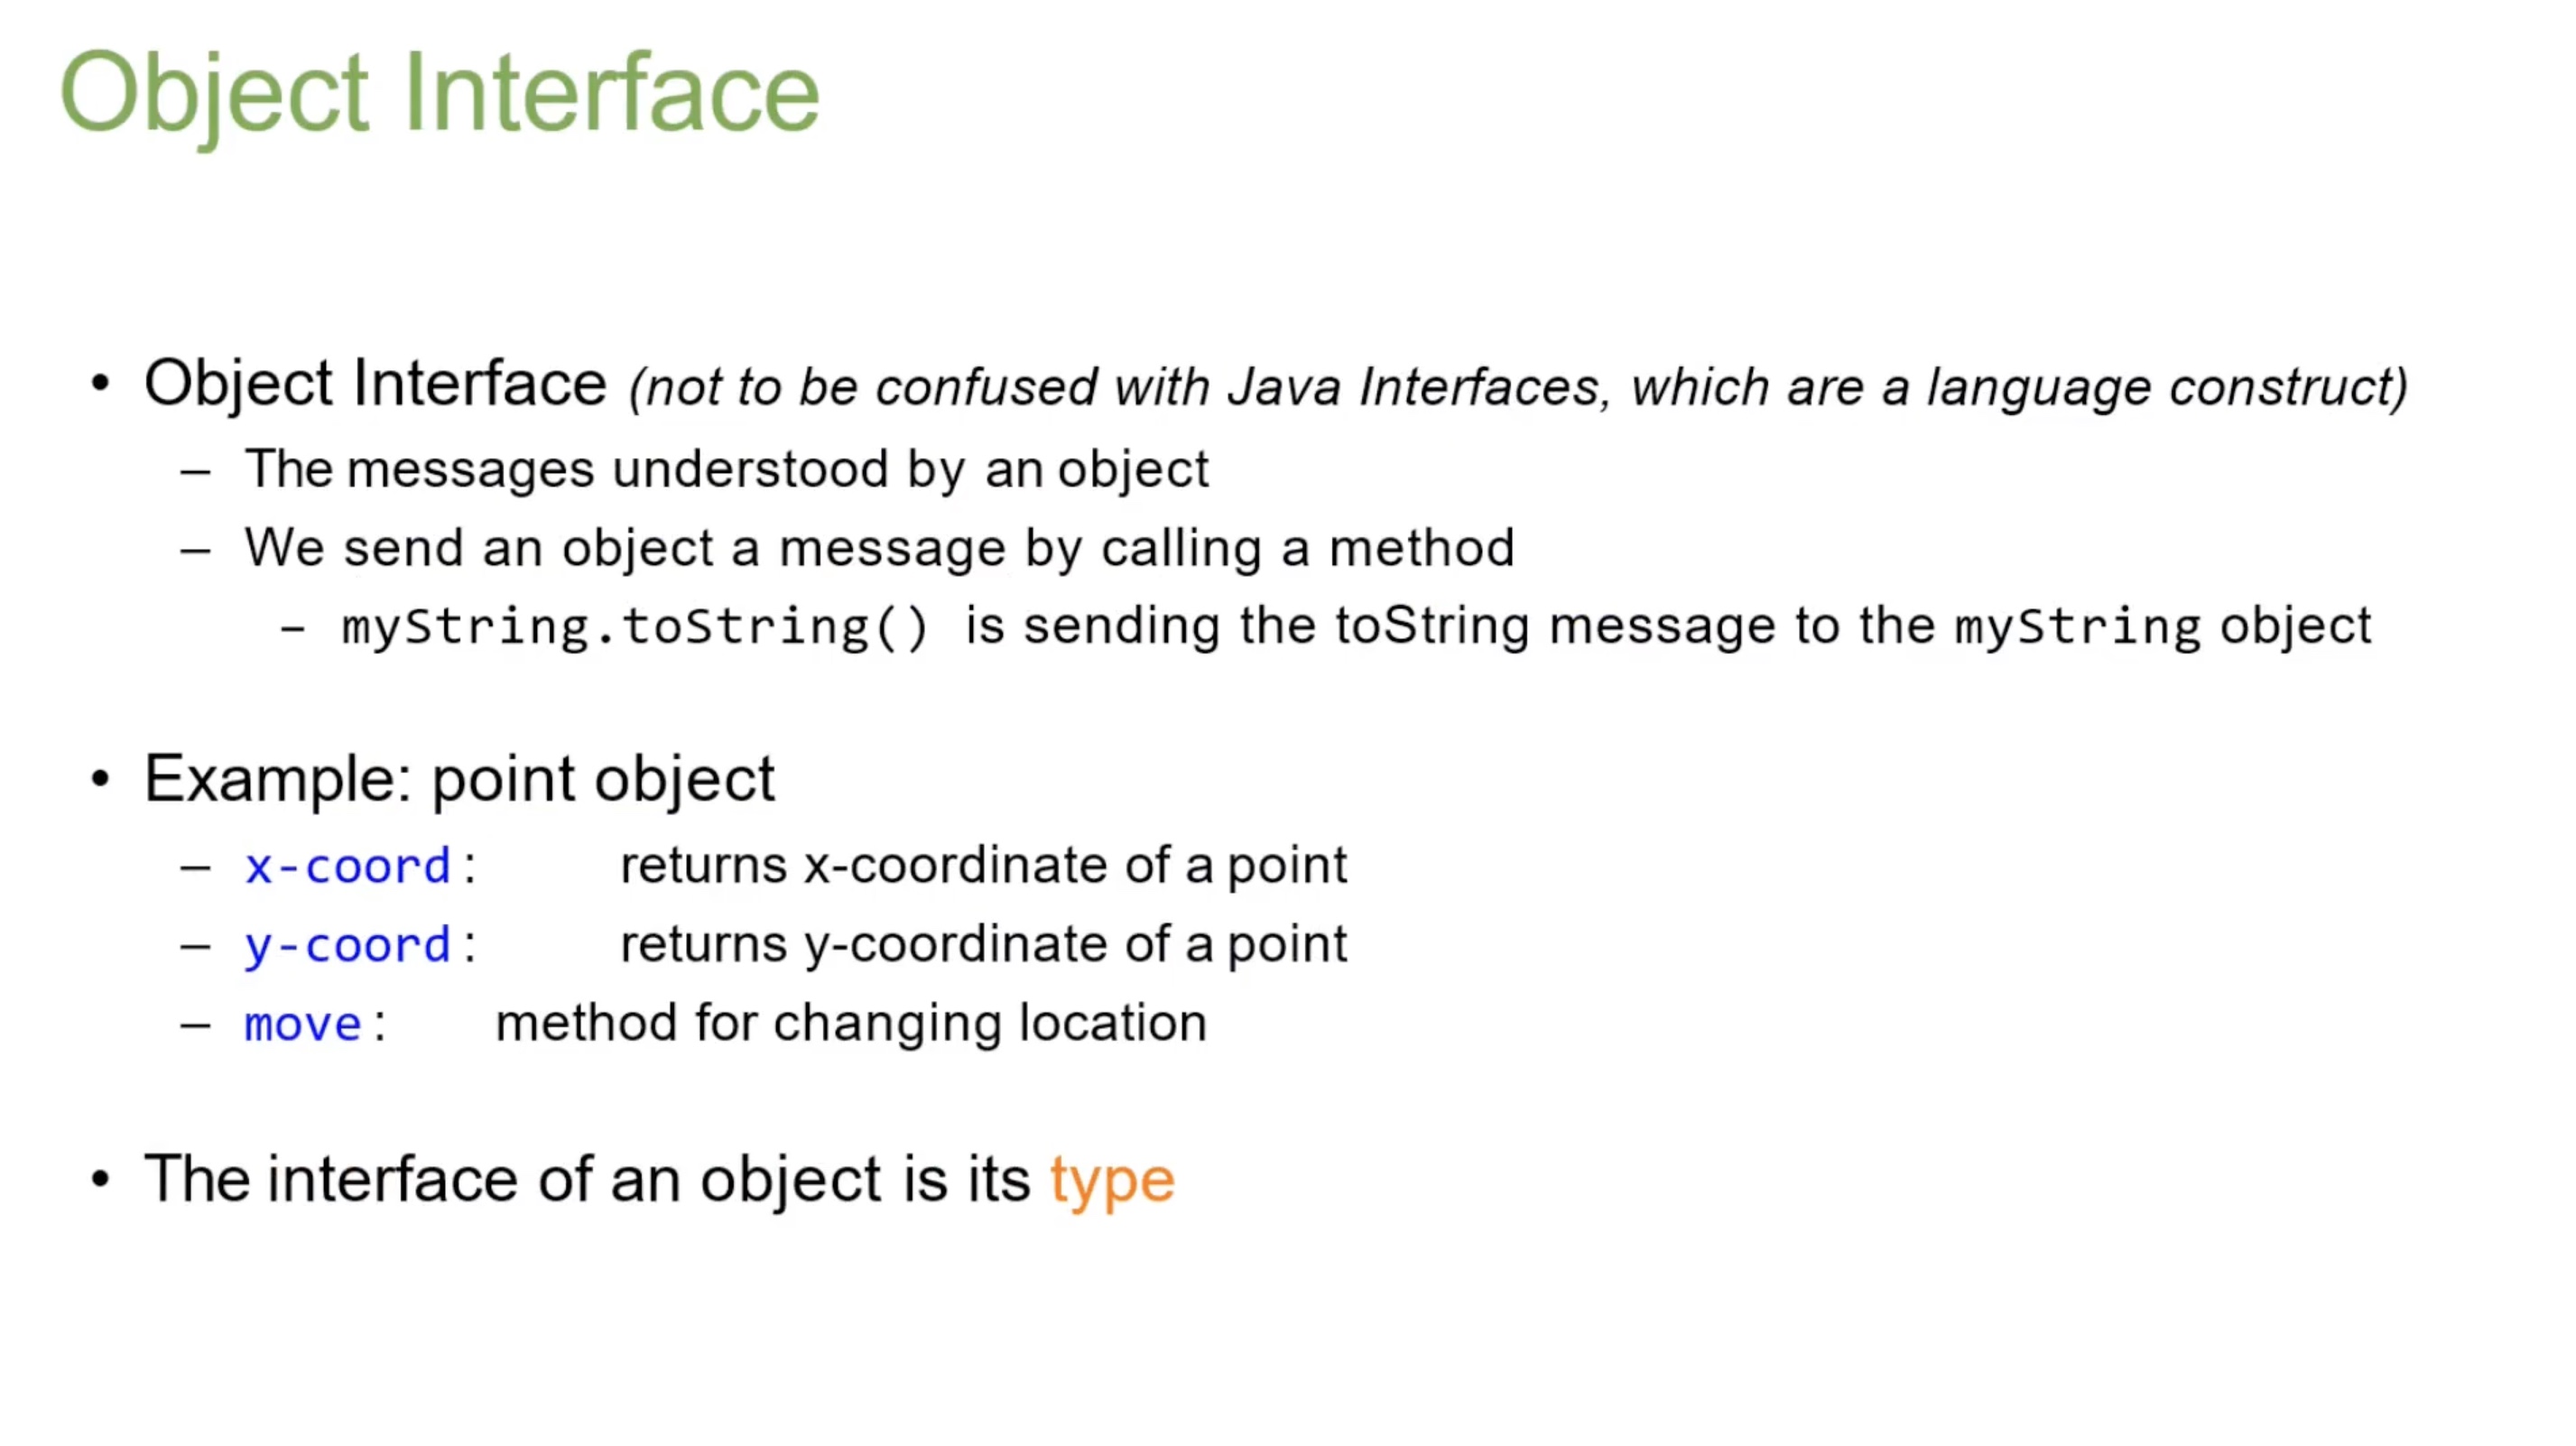 Object Interface
• Object Interface (not to be confused with Java Interfaces, which are a language construct)
– The messages understood by an object
– We send an object a message by calling a method
– myString.toString() is sending the toString message to the myString object
• Example: point object
– x-coord: returns x-coordinate of a point
– y-coord: returns y-coordinate of a point
– move: method for changing location
• The interface of an object is its type